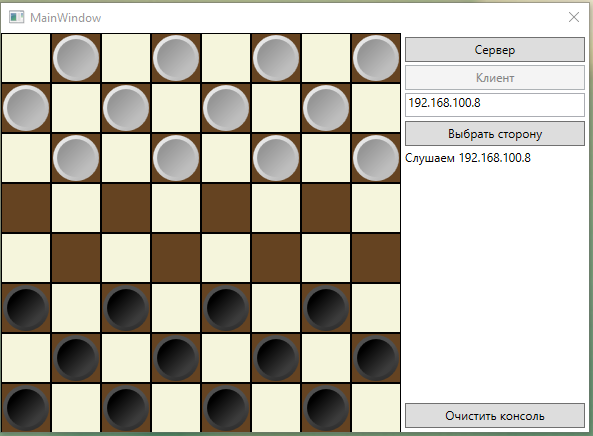 MainWindow
Сервер
Клиент
192.168.100.8
Выбрать сторону
Слушаем 192.168.100.8
Очистить консоль